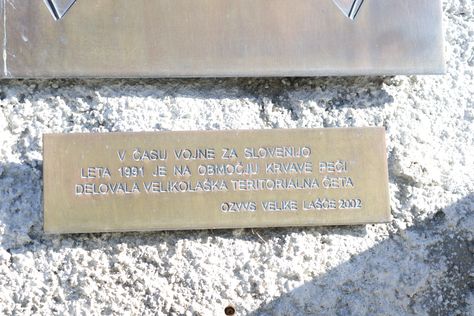 V ČASU VOJNE ZA SLOVENIJO
LETA 1991 JE NA OBMOČJU KRVAVE PEČI
DELOVALA VELIKOLAŠKA TERITORIALNA ČETA
OZVVS VELIKE LAŠČE 2002